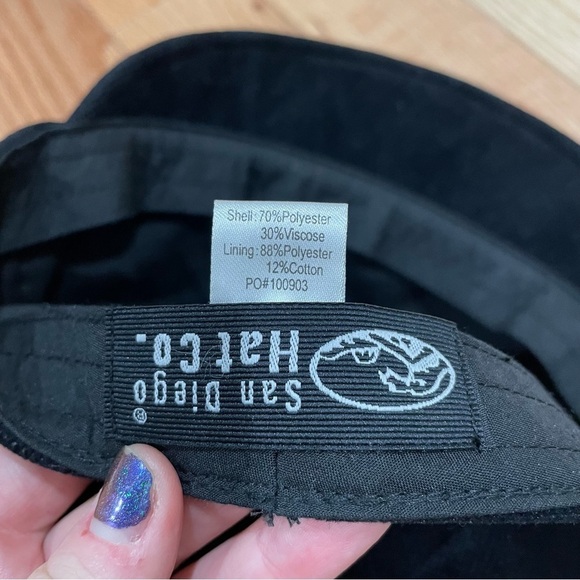 Shell:70%Polyester
30%Viscose
Lining:88%Polyester
12%Cotton
PO#100903
San Diego
Hat Co.
®